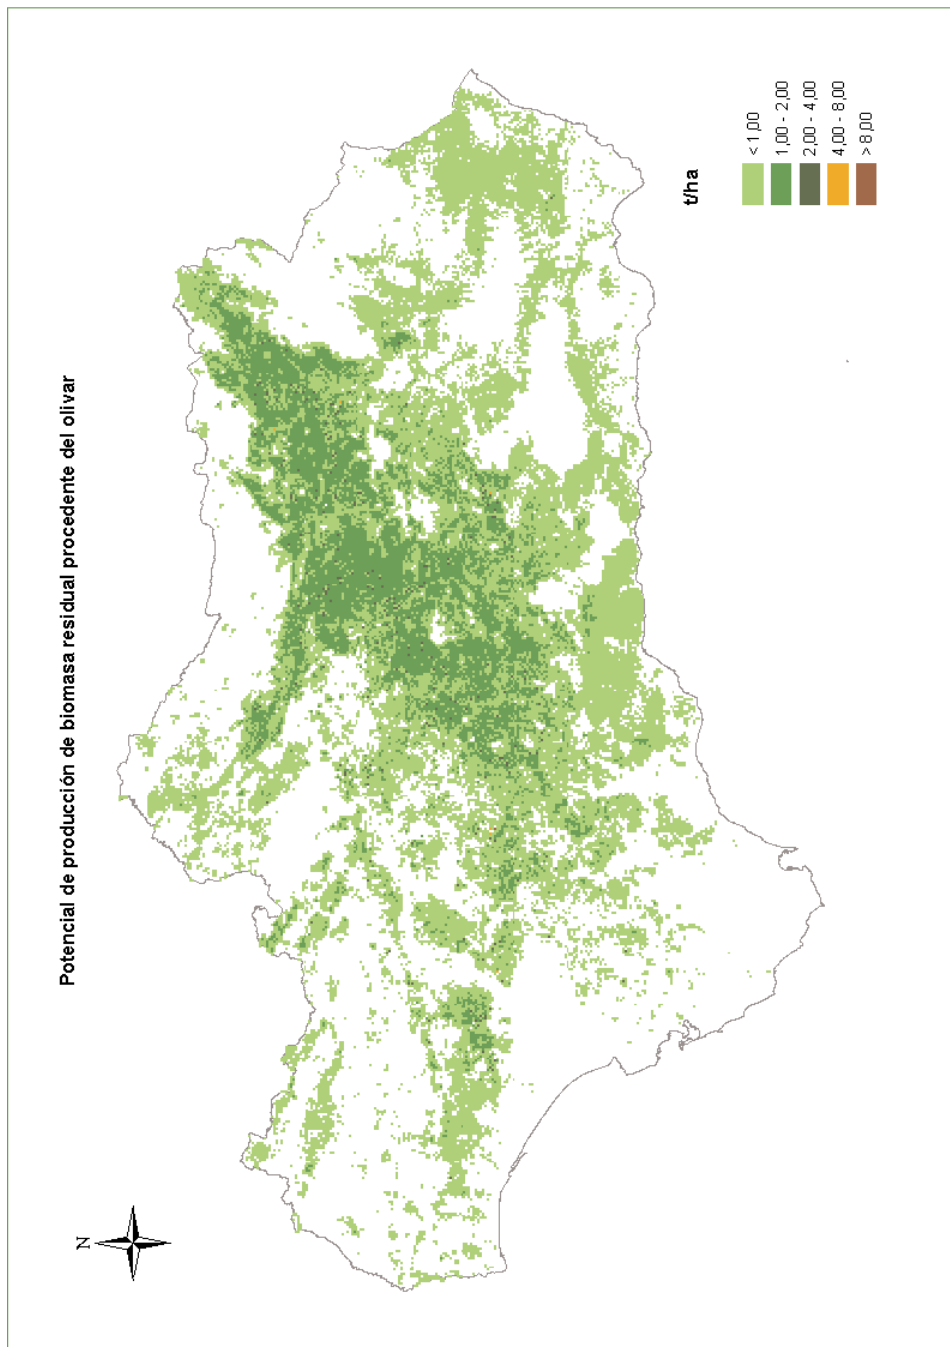 Potencial de producción de biomasa residual procedente del olivar
N
t/ha
< 1,00
1,00 - 2,00
2,00 - 4,00
4,00 - 8,00
> 8,00